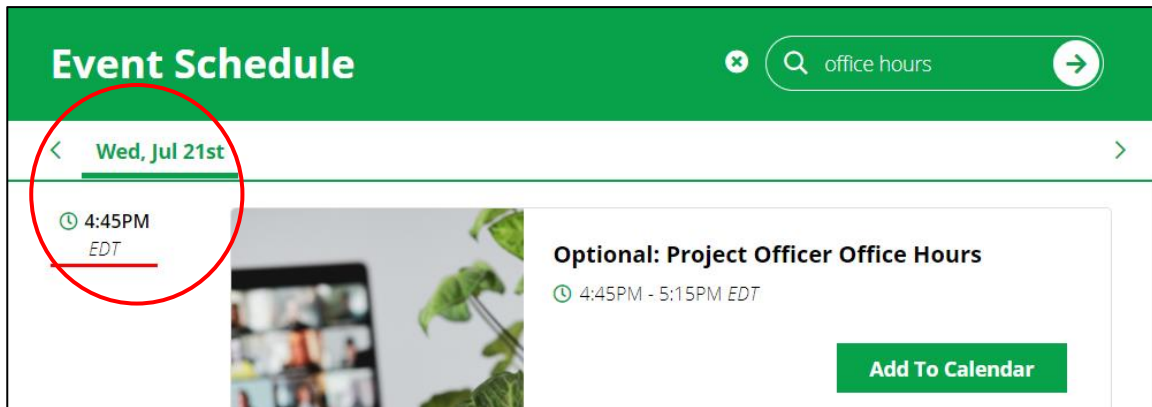 Event Schedule
office hours
Wed, Jul 21st
4:45PM
EDT
Optional: Project Officer Office Hours
4:45PM - 5:15PM EDT
Add To Calendar